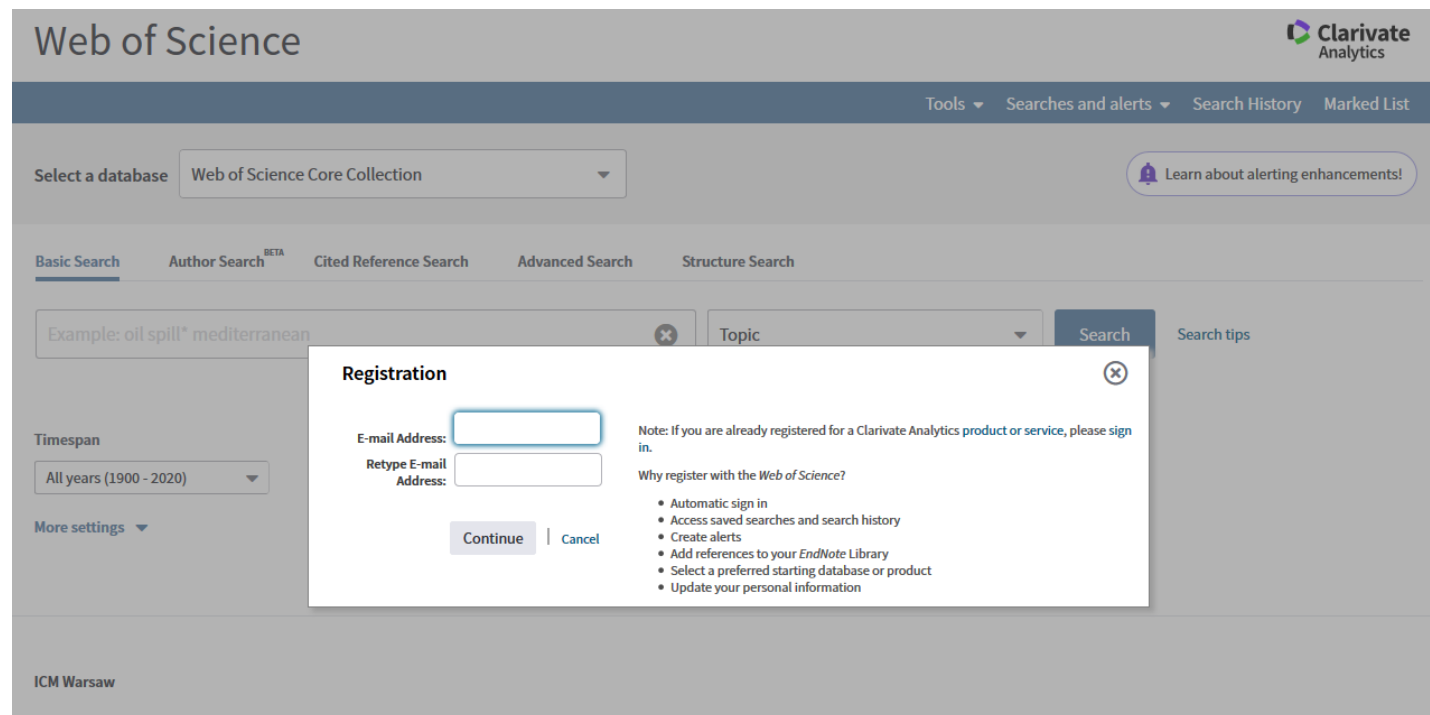 Web of Science
Clarivate
Analytics
Tools Searches and alerts Search History Marked List
Select a database Web of Science Core Collection Learn about alerting enhancements!
Basic Search Author Search BETA Cited Reference Search Advanced Search Structure Search
Example: oil spill* mediterranean Topic Search Search tips
Registration
E-mail Address:
Retype E-mail
Address:
Continue | Cancel
Note: If you are already registered for a Clarivate Analytics product or service, please sign
in.
Why register with the Web of Science?
• Automatic sign in
• Access saved searches and search history
• Create alerts
• Add references to your EndNote Library
• Select a preferred starting database or product
• Update your personal information
Timespan
All years (1900 - 2020)
More settings
ICM Warsaw